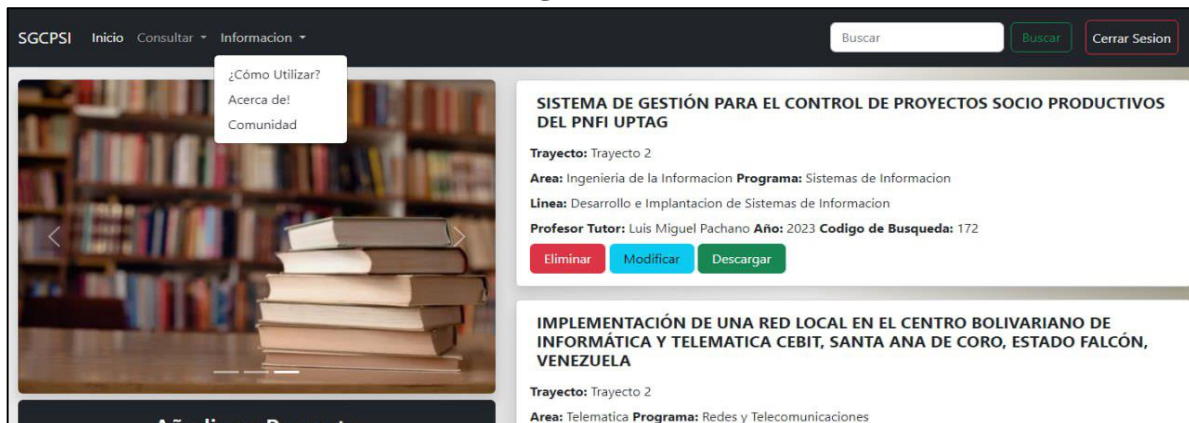 SGCPSI Inicio Consultar Informacion Buscar Buscar Cerrar Sesion
¿Cómo Utilizar?
Acerca de!
Comunidad
SISTEMA DE GESTIÓN PARA EL CONTROL DE PROYECTOS SOCIO PRODUCTIVOS
DEL PNFI UPTAG
Trayecto: Trayecto 2
Area: Ingenieria de la Informacion Programa: Sistemas de Informacion
Linea: Desarrollo e Implantacion de Sistemas de Informacion
Profesor Tutor: Luis Miguel Pachano Año: 2023 Codigo de Busqueda: 172
Eliminar Modificar Descargar
IMPLEMENTACIÓN DE UNA RED LOCAL EN EL CENTRO BOLIVARIANO DE
INFORMÁTICA Y TELEMATICA CEBIT, SANTA ANA DE CORO, ESTADO FALCÓN,
VENEZUELA
Trayecto: Trayecto 2
Area: Telematica Programa: Redes y Telecomunicaciones